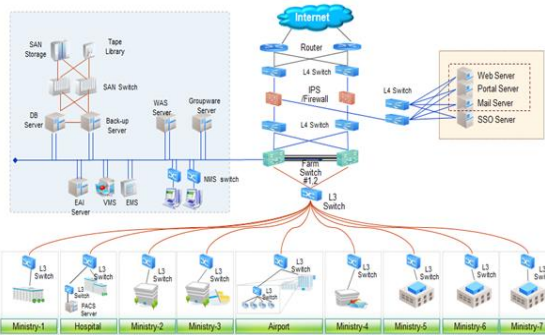 Internet
SAN
Storage
Tape
Library
Router
L4 Switch
SAN Switch
IPS
/Firewall
L4 Switch
Web Server
Portal Server
Mail Server
SSO Server
DB
Server
Back-up
Server
WAS
Server
Groupware
Server
L4 Switch
Farm
Switch
#1,2
NMS switch
EAI
Server
VMS
EMS
L3
Switch
L3
Switch
L3
Switch
L3
Switch
L3
Switch
L3
Switch
L3
Switch
L3
Switch
L3
Switch
L3
Switch
L3
Switch
PACS
Server
L3
Switch
Ministry-1
Hospital
Ministry-2
Ministry-3
Airport
Ministry-4
Ministry-5
Ministry-6
Ministry-7